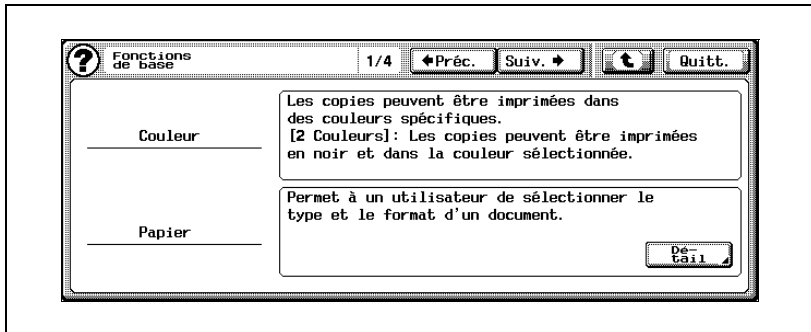 ?
Fonctions
de base
1/4
Préc.
Suiv.
Quitt.
Couleur
Les copies peuvent être imprimées dans
des couleurs spécifiques.
[2 Couleurs]: Les copies peuvent être imprimées
en noir et dans la couleur sélectionnée.
Papier
Permet à un utilisateur de sélectionner le
type et le format d'un document.
Dé-
tail